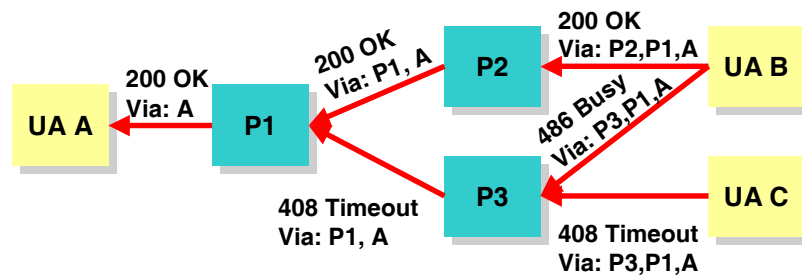 200 OK
Via: A
UA A
P1
200 OK
Via: P1, A
408 Timeout
Via: P1, A
P2
P3
200 OK
Via: P2,P1,A
486 Busy
Via: P3,P1,A
408 Timeout
Via: P3,P1,A
UA B
UA C